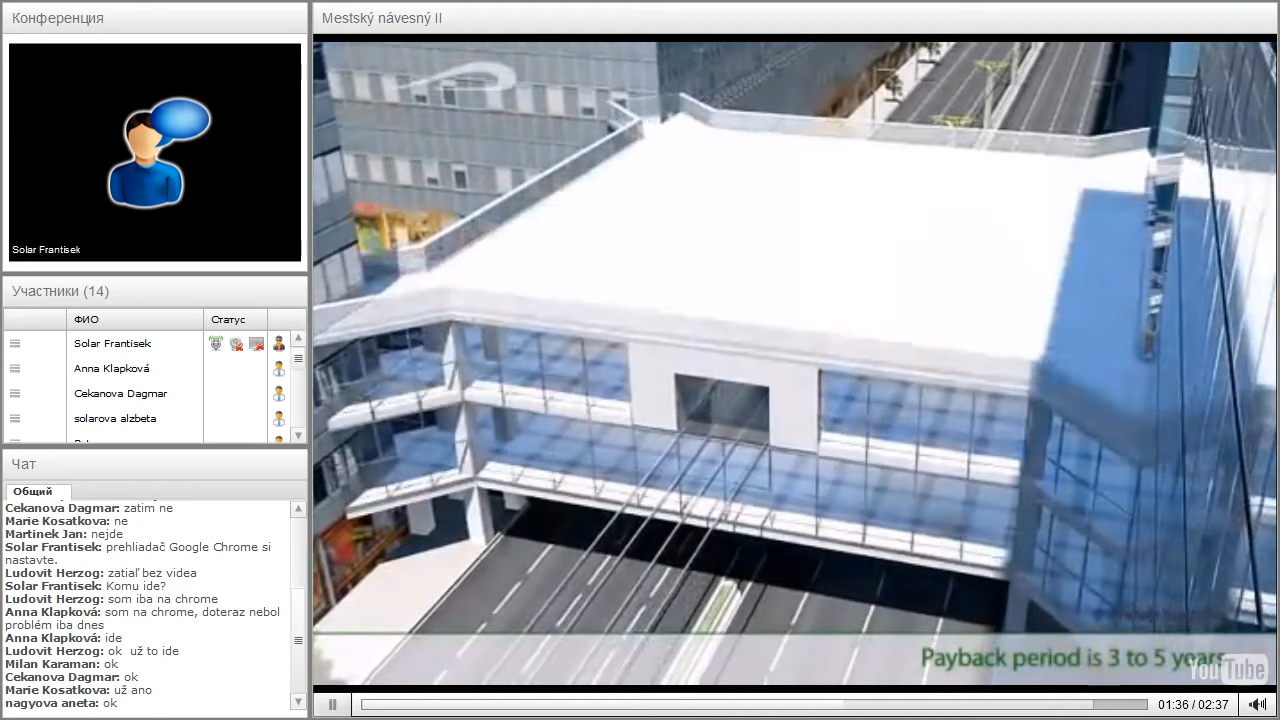 Конференция
Solar Frantisek
Участники (14)
ФИО Статус
Solar Frantisek
Anna Klapková
Cekanova Dagmar
solarova alzbeta
Чат
Общий
Cekanova Dagmar: zatim ne
Marie Kosatkova: ne
Martinek Jan: nejde
Solar Frantisek: prehliadač Google Chrome si
nastavte.
Ludovit Herzog: zatiaľ bez videa
Solar Frantisek: Komu ide?
Ludovit Herzog: som iba na chrome
Anna Klapková: som na chrome, doteraz nebol
problém iba dnes
Anna Klapková: ide
Ludovit Herzog: ok už to ide
Milan Karaman: ok
Cekanova Dagmar: ok
Marie Kosatkova: už ano
nagyova aneta: ok
Mestský návesný II
Payback period is 3 to 5 years
YouTube
01:36 / 02:37